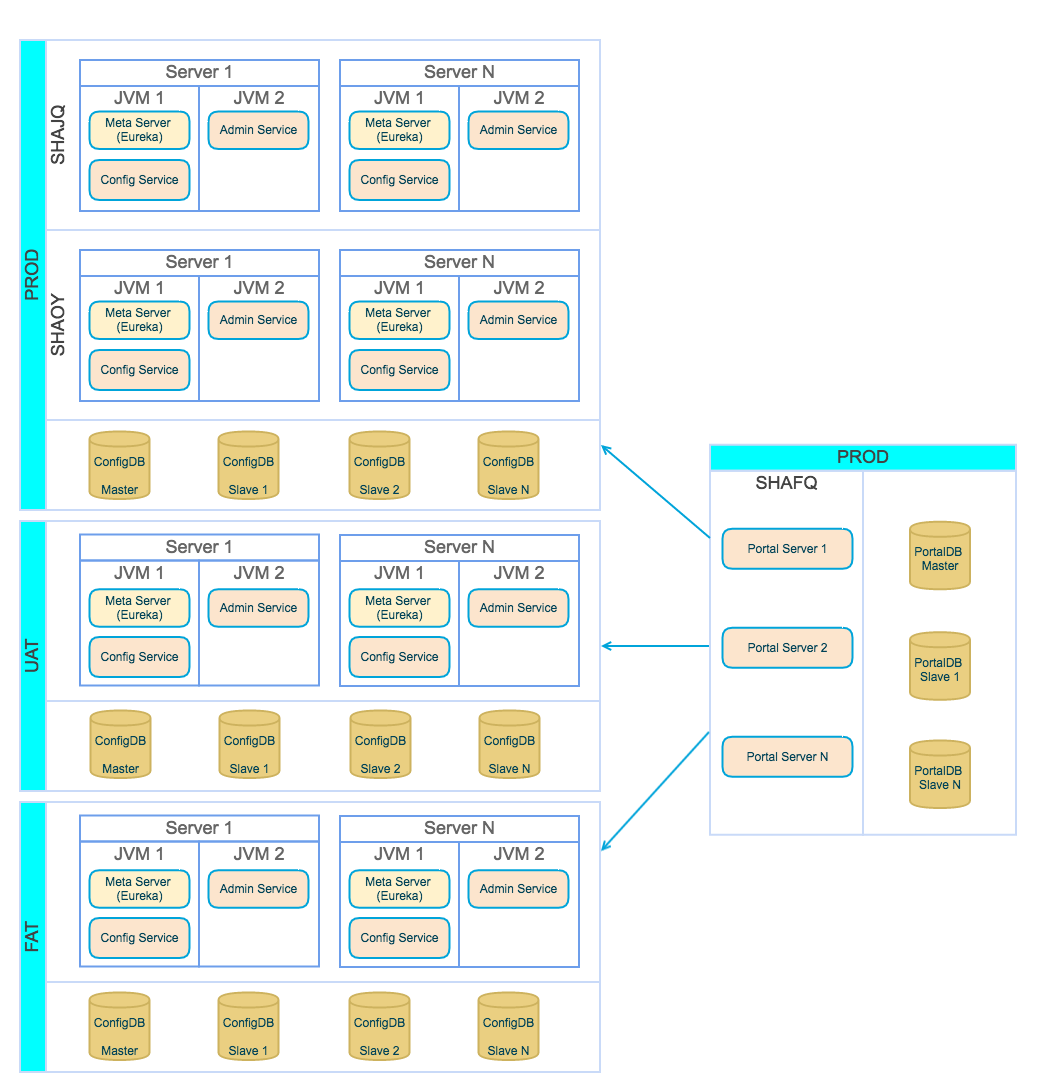 PROD
SHAJQ
Server 1
JVM 1
JVM 2
Meta Server
(Eureka)
Admin Service
Config Service
Server N
JVM 1
JVM 2
Meta Server
(Eureka)
Admin Service
Config Service
SHAOY
Server 1
JVM 1
JVM 2
Meta Server
(Eureka)
Admin Service
Config Service
Server N
JVM 1
JVM 2
Meta Server
(Eureka)
Admin Service
Config Service
ConfigDB
Master
ConfigDB
Slave 1
ConfigDB
Slave 2
ConfigDB
Slave N
UAT
Server 1
JVM 1
JVM 2
Meta Server
(Eureka)
Admin Service
Config Service
Server N
JVM 1
JVM 2
Meta Server
(Eureka)
Admin Service
Config Service
ConfigDB
Master
ConfigDB
Slave 1
ConfigDB
Slave 2
ConfigDB
Slave N
FAT
Server 1
JVM 1
JVM 2
Meta Server
(Eureka)
Admin Service
Config Service
Server N
JVM 1
JVM 2
Meta Server
(Eureka)
Admin Service
Config Service
ConfigDB
Master
ConfigDB
Slave 1
ConfigDB
Slave 2
ConfigDB
Slave N
PROD
SHAFQ
Portal Server 1
Portal Server 2
Portal Server N
PortalDB
Master
PortalDB
Slave 1
PortalDB
Slave N